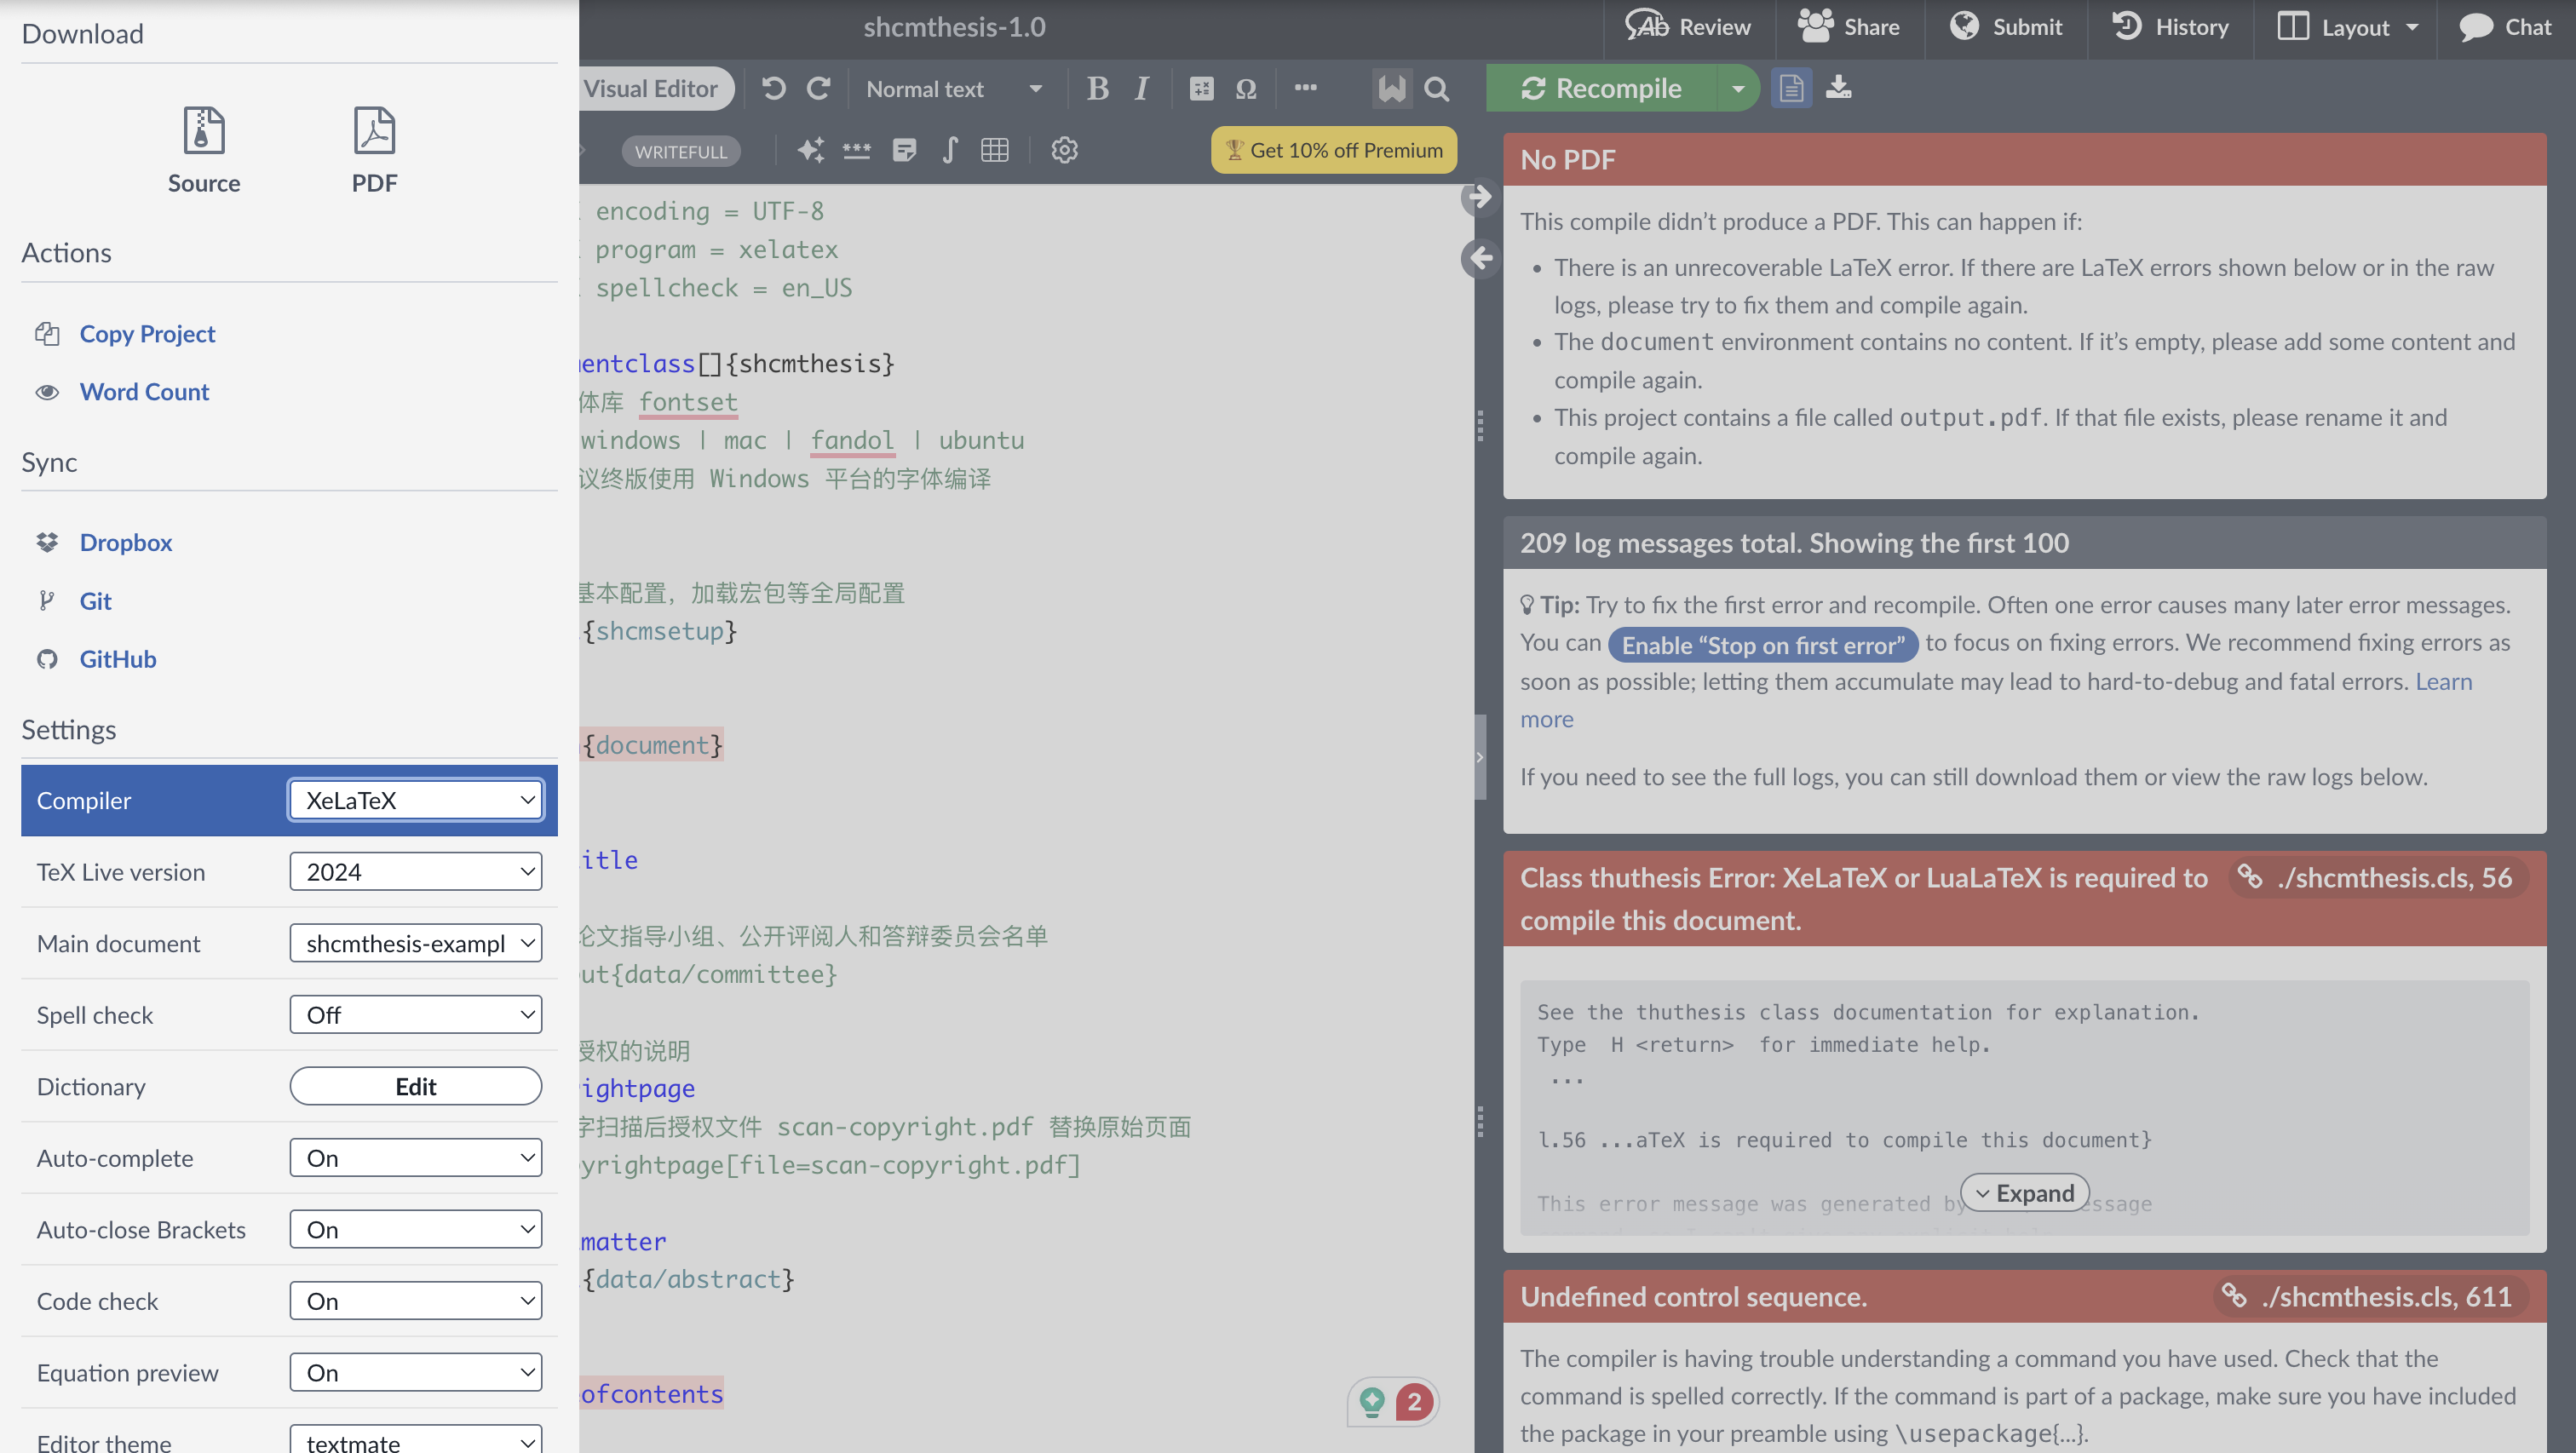 Download
Source
PDF
Actions
Copy Project
Word Count
Sync
Dropbox
Git
GitHub
Settings
Compiler XeLaTeX
TeX Live version 2024
Main document shcmthesis-exampl
Spell check Off
Dictionary Edit
Auto-complete On
Auto-close Brackets On
Code check On
Equation preview On
Editor theme textmate
shcmthesis-1.0
Review
Share
Submit
History
Layout
Chat
Visual Editor
Normal text
B I
Ω
WRITEFULL
Get 10% off Premium
encoding = UTF-8
program = xelatex
spellcheck = en_US
entclass[]{shcmthesis}
体库 fontset
windows | mac | fandol | ubuntu
议终版使用 Windows 平台的字体编译
基本配置，加载宏包等全局配置
{shcmsetup}
{document}
itle
论文指导小组、公开评阅人和答辩委员会名单
ut{data/committee}
授权的说明
ightpage
字扫描后授权文件 scan-copyright.pdf 替换原始页面
yrightpage[file=scan-copyright.pdf]
matter
{data/abstract}
ofcontents
2
Recompile
No PDF
This compile didn’t produce a PDF. This can happen if:
• There is an unrecoverable LaTeX error. If there are LaTeX errors shown below or in the raw
logs, please try to fix them and compile again.
• The document environment contains no content. If it’s empty, please add some content and
compile again.
• This project contains a file called output.pdf. If that file exists, please rename it and
compile again.
209 log messages total. Showing the first 100
Tip: Try to fix the first error and recompile. Often one error causes many later error messages.
You can Enable “Stop on first error” to focus on fixing errors. We recommend fixing errors as
soon as possible; letting them accumulate may lead to hard-to-debug and fatal errors. Learn
more
If you need to see the full logs, you can still download them or view the raw logs below.
Class thuthesis Error: XeLaTeX or LuaLaTeX is required to
compile this document.
./shcmthesis.cls, 56
See the thuthesis class documentation for explanation.
Type  H <return>  for immediate help.
...
l.56 ...aTeX is required to compile this document}
This error message was generated by
essage
Expand
Undefined control sequence.
./shcmthesis.cls, 611
The compiler is having trouble understanding a command you have used. Check that the
command is spelled correctly. If the command is part of a package, make sure you have included
the package in your preamble using \usepackage{...}.